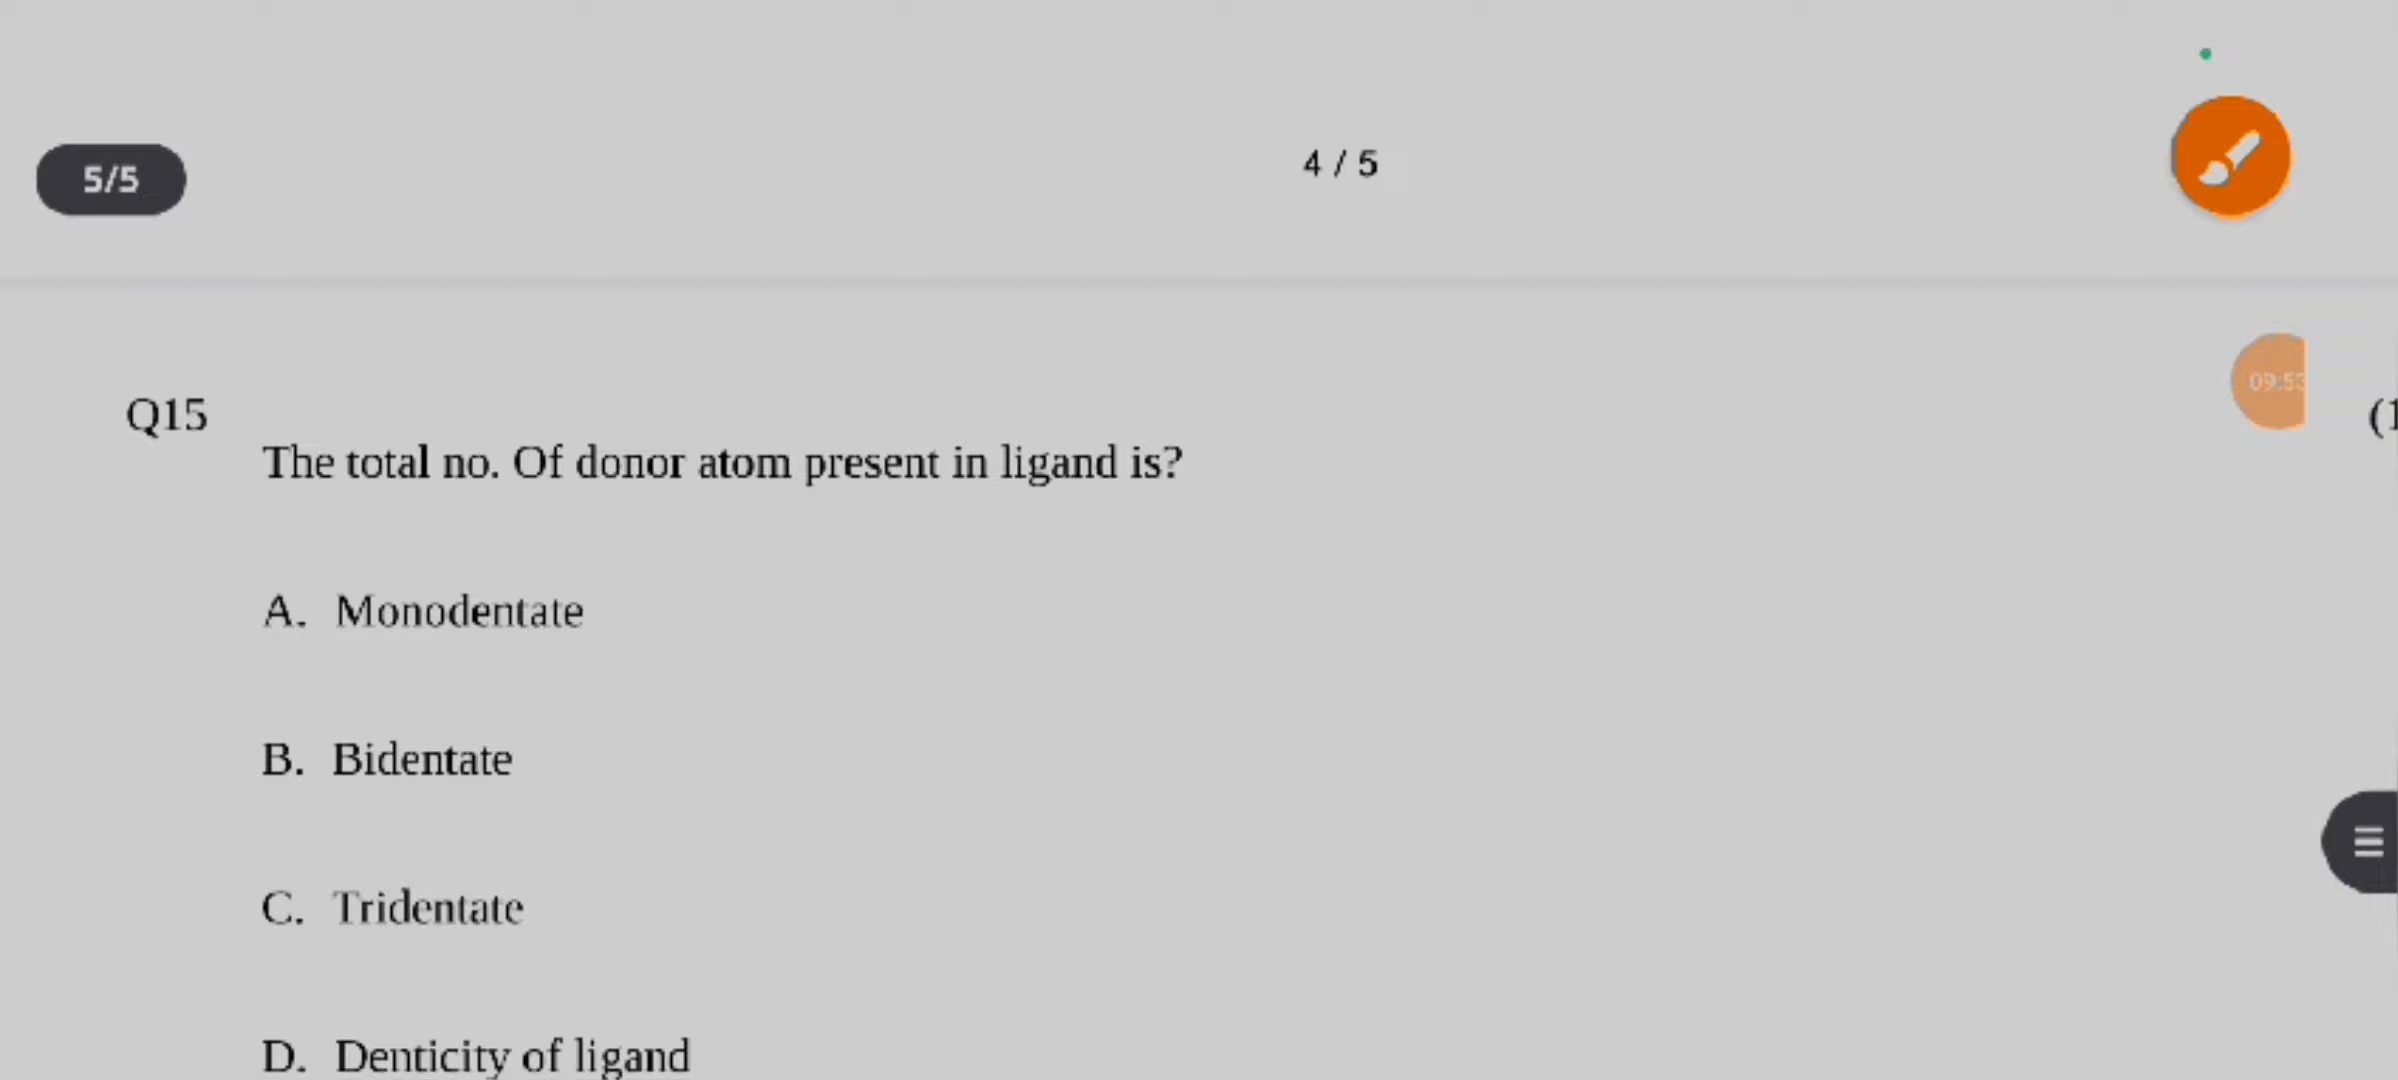 5/5
4 / 5
Q15
(1
The total no. Of donor atom present in ligand is?
A. Monodentate
B. Bidentate
C. Tridentate
D. Denticity of ligand